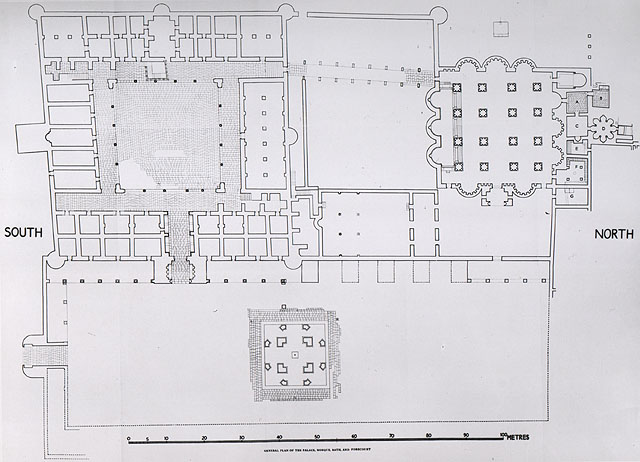 A
B
C
D
E
F
G
SOUTH
NORTH
0 5 10 20 30 40 50 60 70 80 90 100 METRES
GENERAL PLAN OF THE PALACE, MOSQUE, BATH, AND FORECOURT